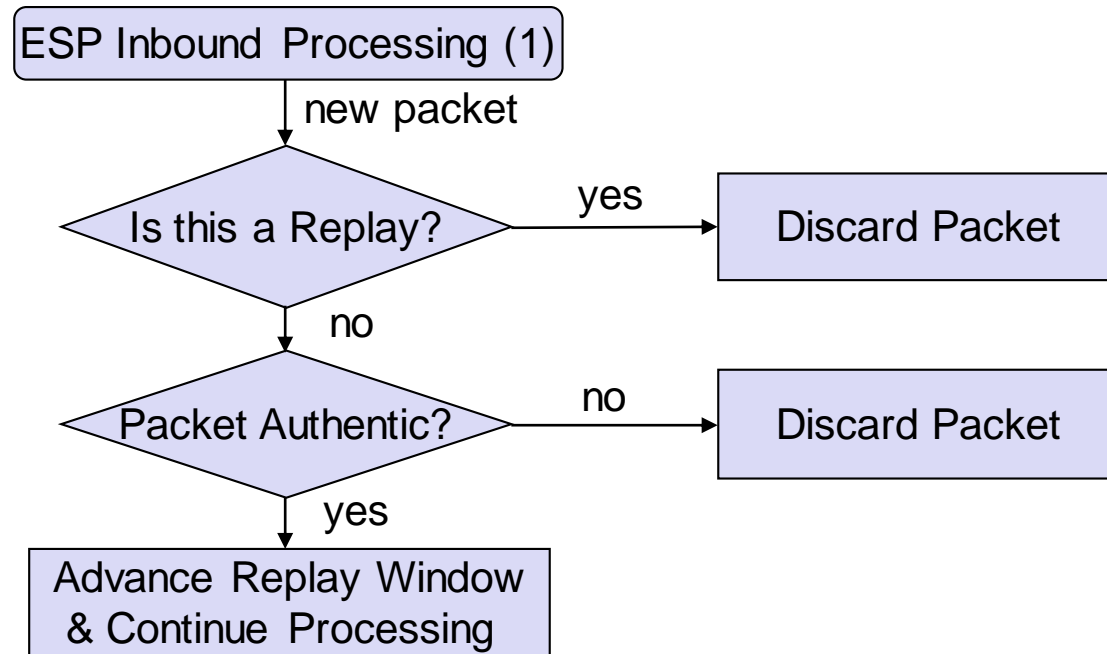 ESP Inbound Processing (1)
new packet
Is this a Replay?
yes
Discard Packet
no
Packet Authentic?
no
Discard Packet
yes
Advance Replay Window
& Continue Processing